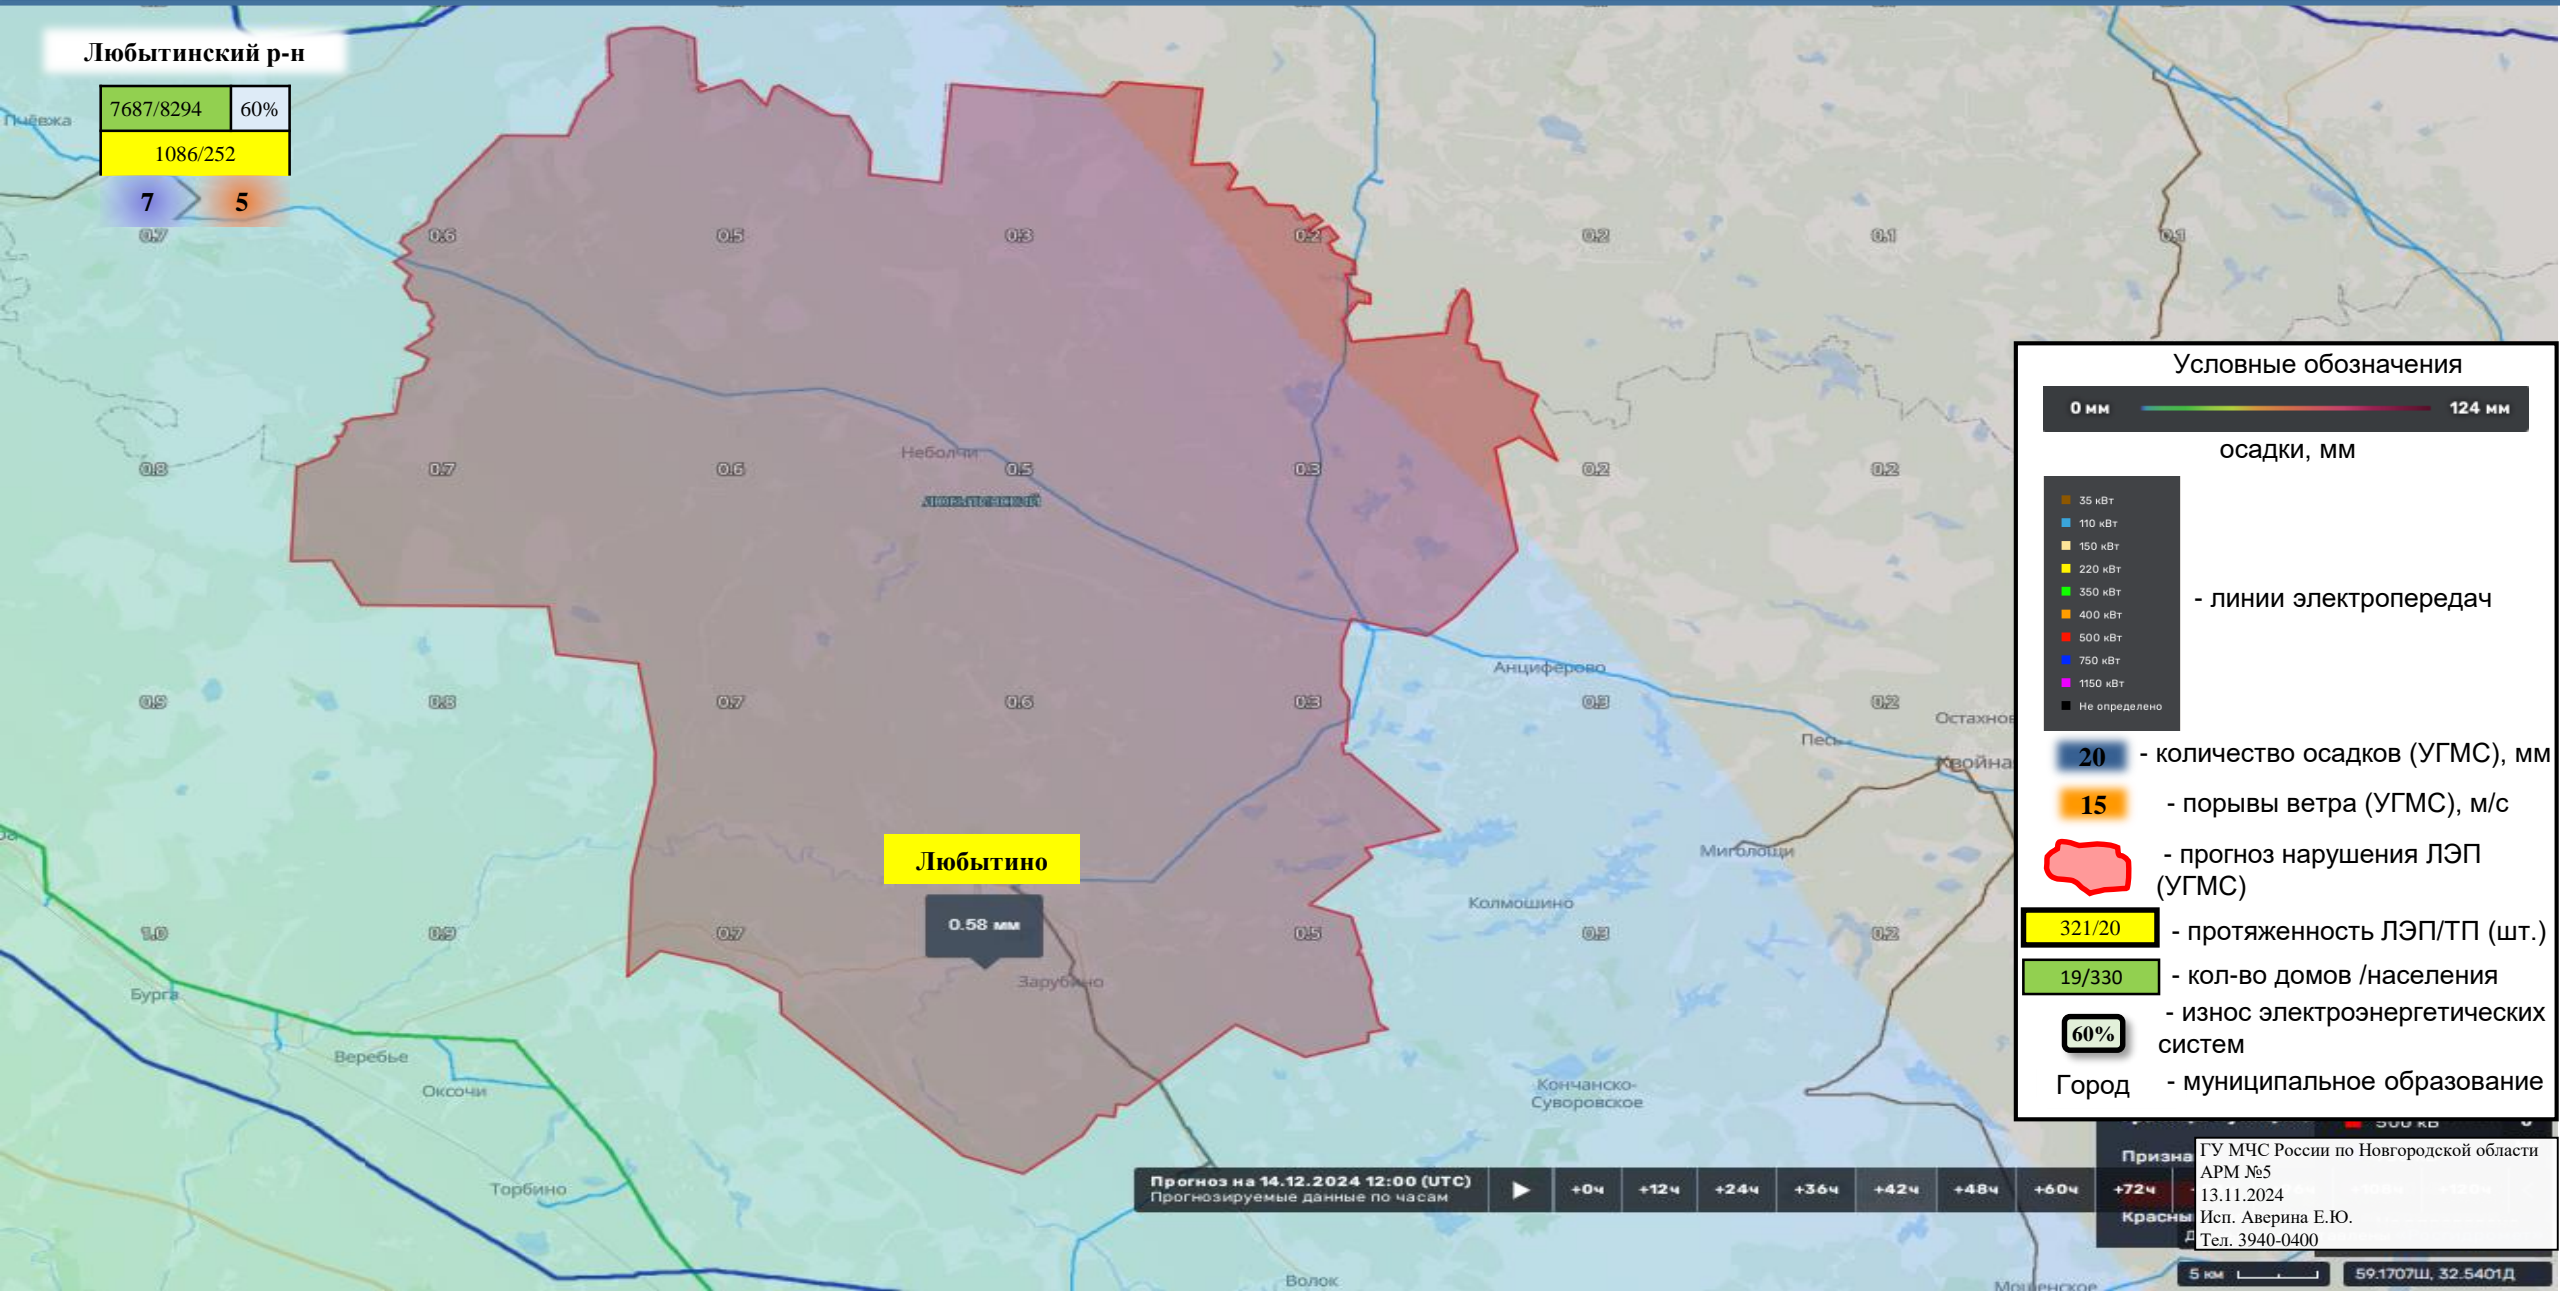 Любытинский р-н
7687/8294 60%
1086/252
7 5
Пчёвжа
0.7 0.6 0.5 0.3 0.2 0.2 0.1 0.1
Неболчи
0.8 0.7 0.6 0.5 0.3 0.2 0.2
ЛЮБЫТИНСКИЙ
Анциферово
0.8 0.7 0.6 0.3 0.3 0.2
Песь
Миголощи
Любытино
0.58 мм
Колмошино
1.0 0.9 0.7 0.5 0.3 0.2
Зарубино
Бурга
Веребье
Оксочи
Кончанско-
Суворовское
Торбино
Волок
Мошенское
Условные обозначения
0 мм 124 мм
осадки, мм
35 кВт
110 кВт
150 кВт
220 кВт
350 кВт
400 кВт
500 кВт
750 кВт
1150 кВт
Не определено
- линии электропередач
20 - количество осадков (УГМС), мм
15 - порывы ветра (УГМС), м/с
- прогноз нарушения ЛЭП
(УГМС)
321/20 - протяженность ЛЭП/ТП (шт.)
19/330 - кол-во домов /населения
60% - износ электроэнергетических
систем
Город - муниципальное образование
Прогноз на 14.12.2024 12:00 (UTC)
Прогнозируемые данные по часам
+0ч +12ч +24ч +36ч +42ч +48ч +60ч +72ч
ГУ МЧС России по Новгородской области
АРМ №5
13.11.2024
Исп. Аверина Е.Ю.
Тел. 3940-0400
5 км
59.1707Ш, 32.5401Д